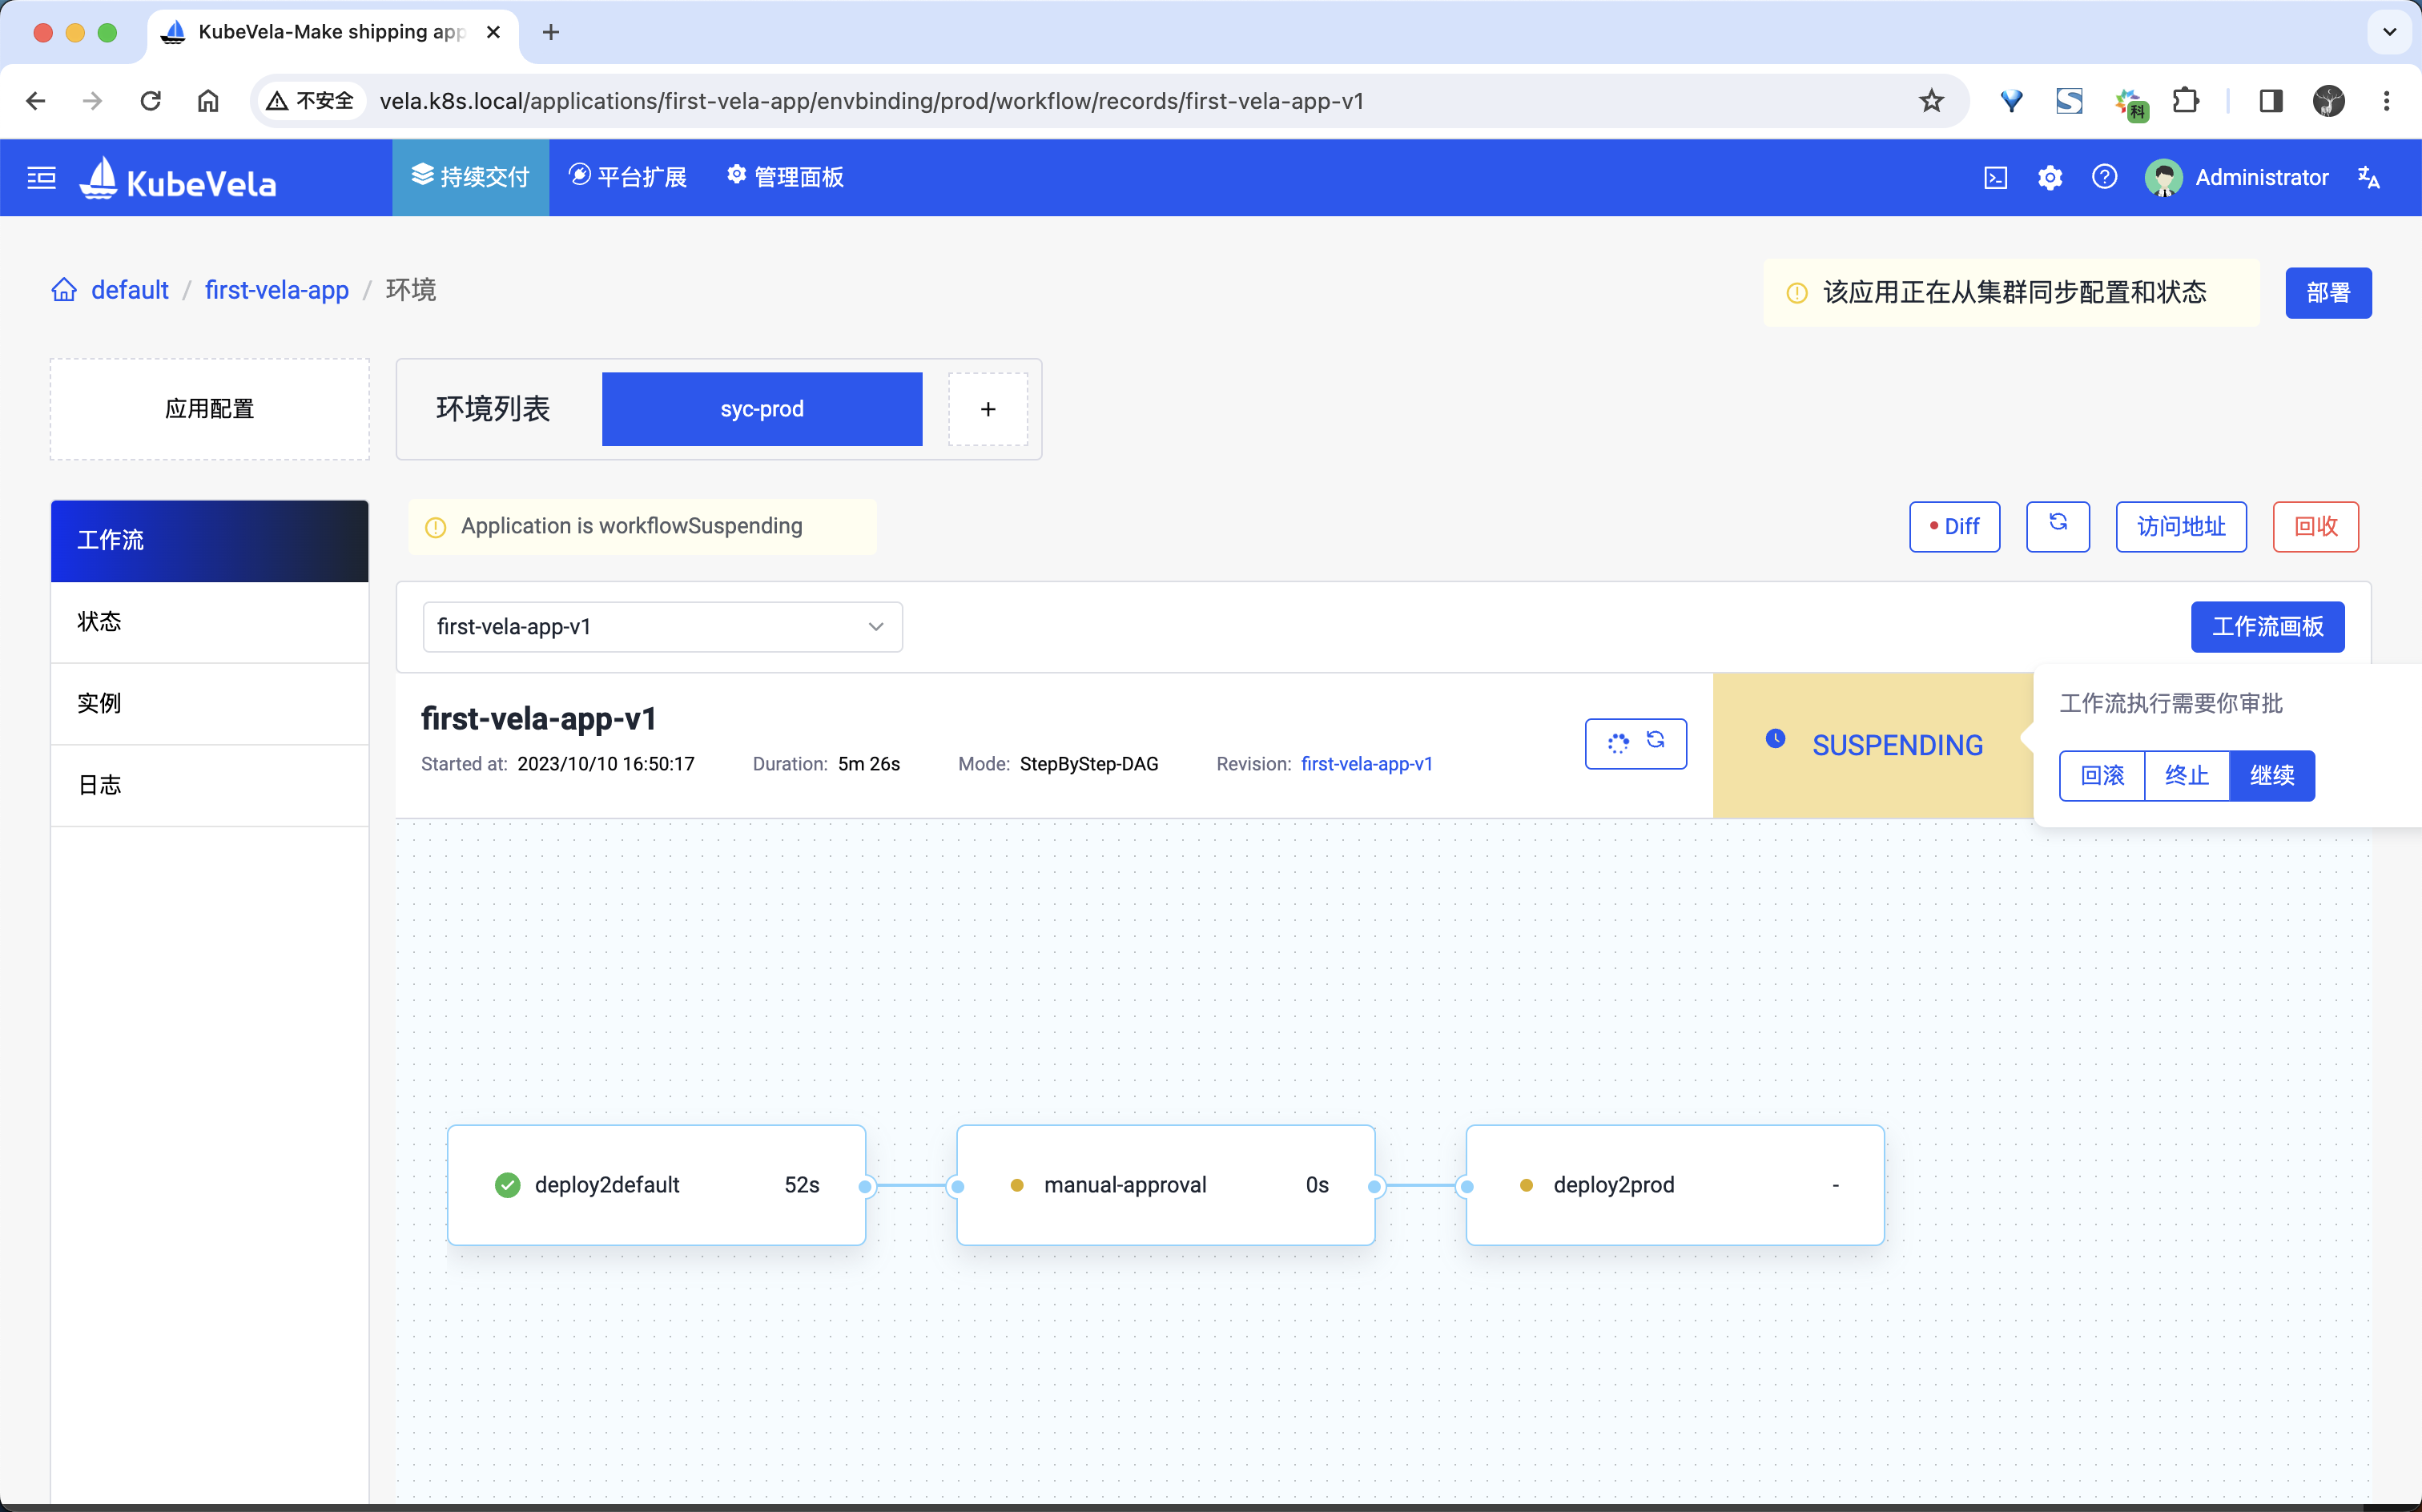 KubeVela-Make shipping app
不安全 vela.k8s.local/applications/first-vela-app/envbinding/prod/workflow/records/first-vela-app-v1
科
KubeVela 持续交付 平台扩展 管理面板 Administrator
default / first-vela-app / 环境
该应用正在从集群同步配置和状态 部署
应用配置 环境列表 syc-prod +
工作流
状态
实例
日志
Application is workflowSuspending
Diff 访问地址 回收
first-vela-app-v1 工作流画板
first-vela-app-v1
Started at: 2023/10/10 16:50:17 Duration: 5m 26s Mode: StepByStep-DAG Revision: first-vela-app-v1
SUSPENDING
工作流执行需要你审批
回滚 终止 继续
deploy2default 52s
manual-approval 0s
deploy2prod -